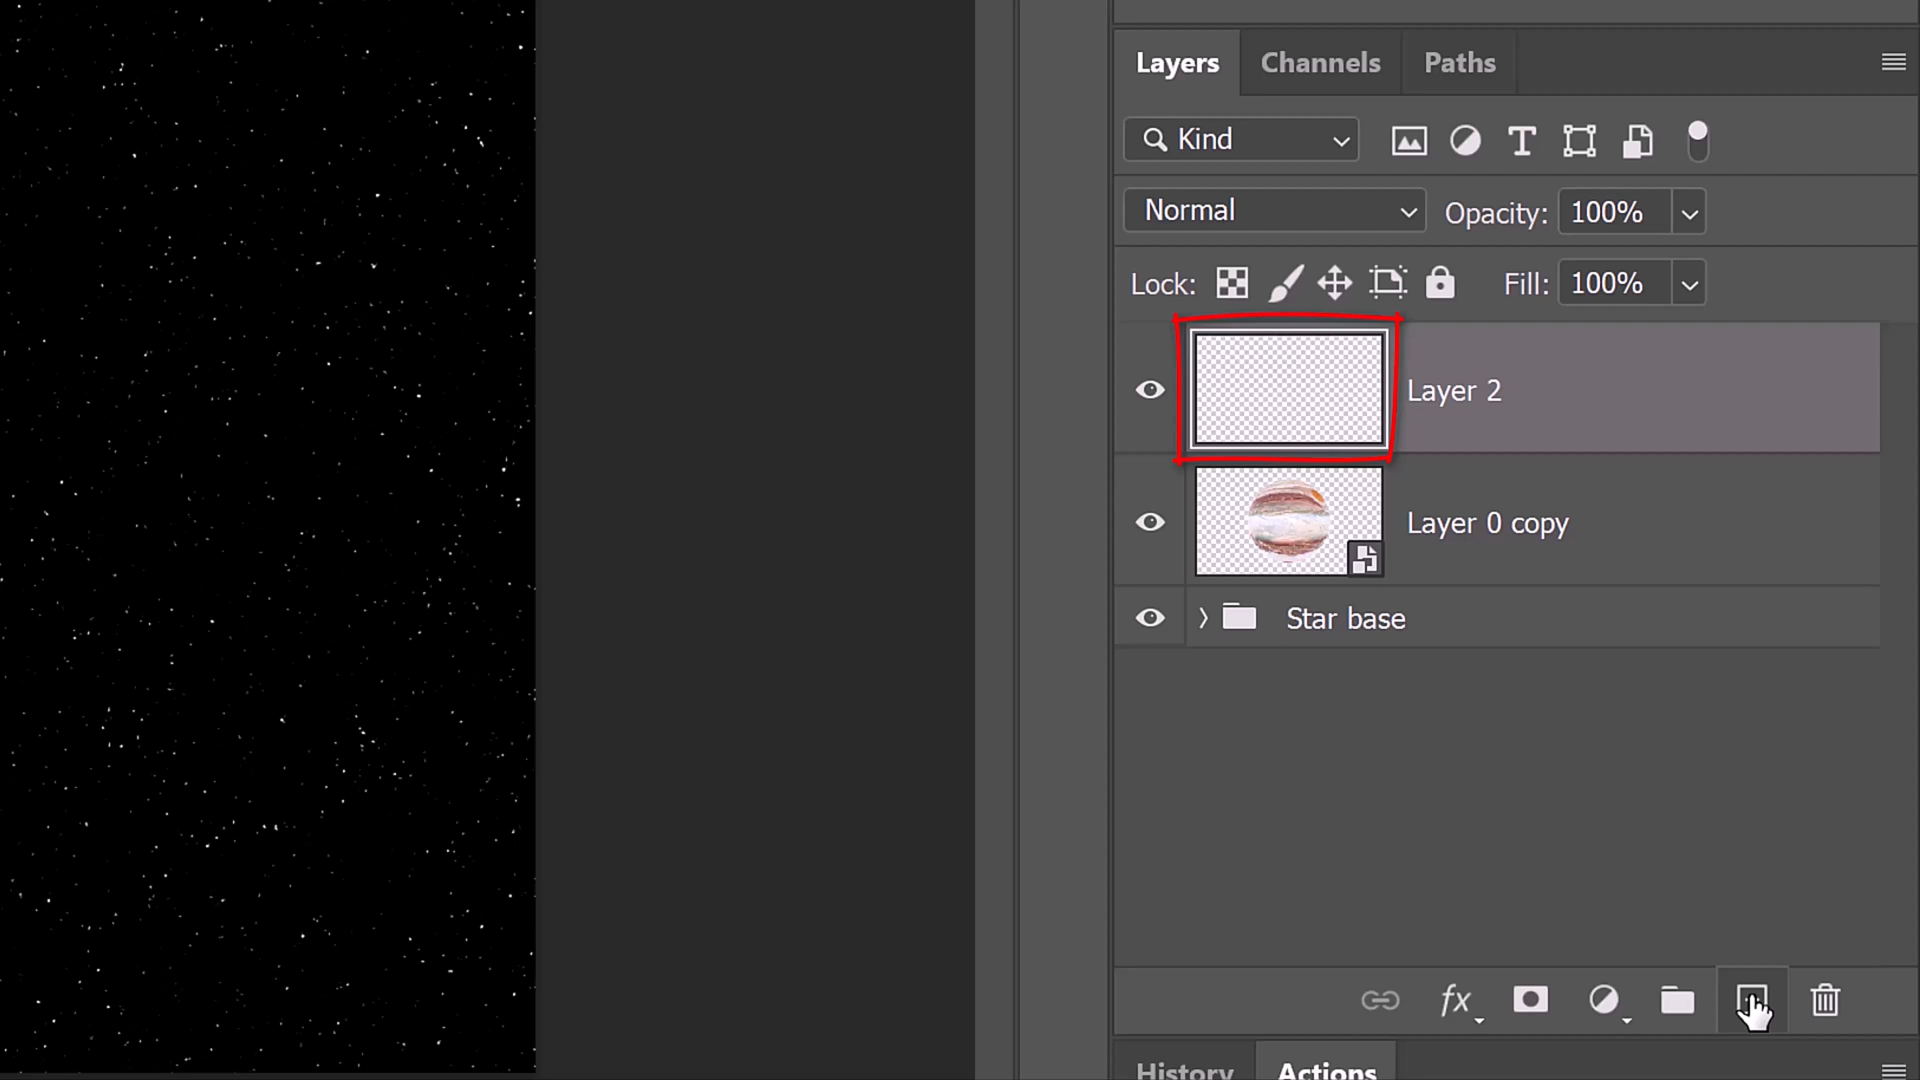 Layers Channels Paths
Kind
Normal Opacity: 100%
Lock: Fill: 100%
Layer 2
Layer 0 copy
Star base
fx
History Actions